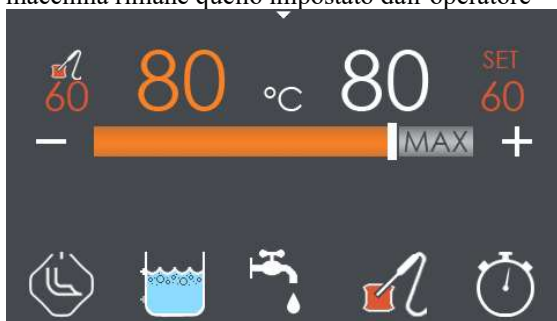 macchina rimane quello impostato dall'operatore
60 80 °C 80 SET 60
− MAX +